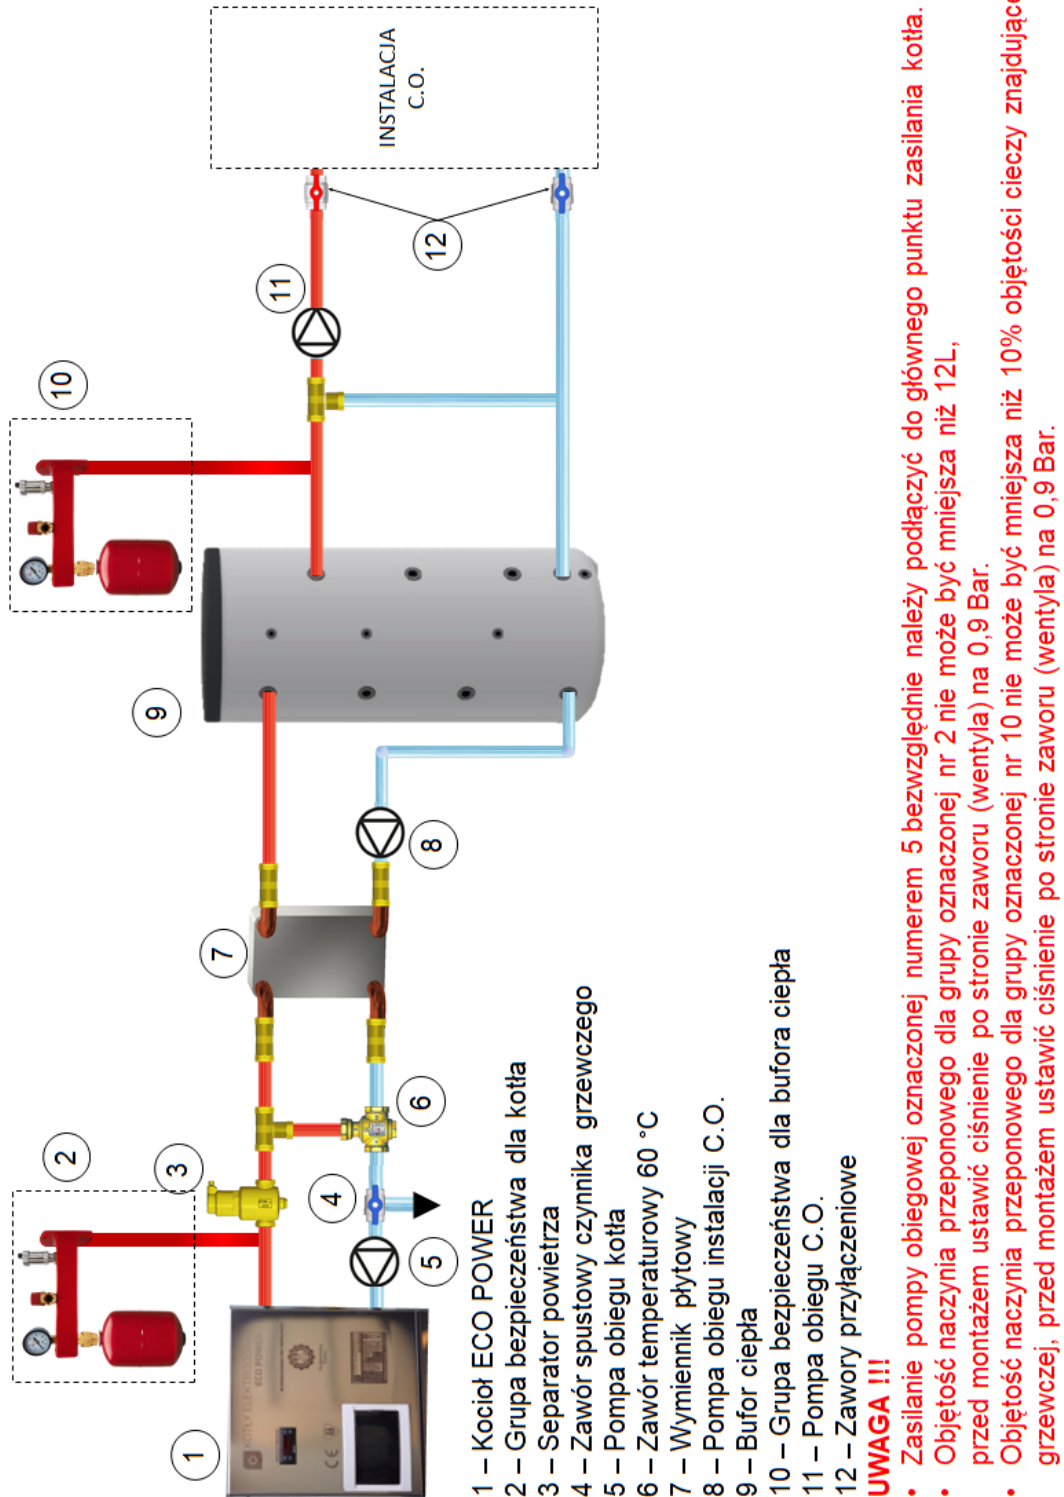 INSTALACJA
C.O.
1
2
3
4
5
6
7
8
9
10
11
12
KOTŁY ELEKTRODOWE
ECO POWER
CE
1 – Kocioł ECO POWER
2 – Grupa bezpieczeństwa dla kotła
3 – Separator powietrza
4 – Zawór spustowy czynnika grzewczego
5 – Pompa obiegu kotła
6 – Zawór temperaturowy 60 °C
7 – Wymiennik płytowy
8 – Pompa obiegu instalacji C.O.
9 – Bufor ciepła
10 – Grupa bezpieczeństwa dla bufora ciepła
11 – Pompa obiegu C.O.
12 – Zawory przyłączeniowe
UWAGA !!!
• Zasilanie pompy obiegowej oznaczonej numerem 5 bezwzględnie należy podłączyć do głównego punktu zasilania kotła.
• Objętość naczynia przeponowego dla grupy oznaczonej nr 2 nie może być mniejsza niż 12L,
przed montażem ustawić ciśnienie po stronie zaworu (wentyla) na 0,9 Bar.
• Objętość naczynia przeponowego dla grupy oznaczonej nr 10 nie może być mniejsza niż 10% objętości cieczy znajdujące
grzewczej, przed montażem ustawić ciśnienie po stronie zaworu (wentyla) na 0,9 Bar.